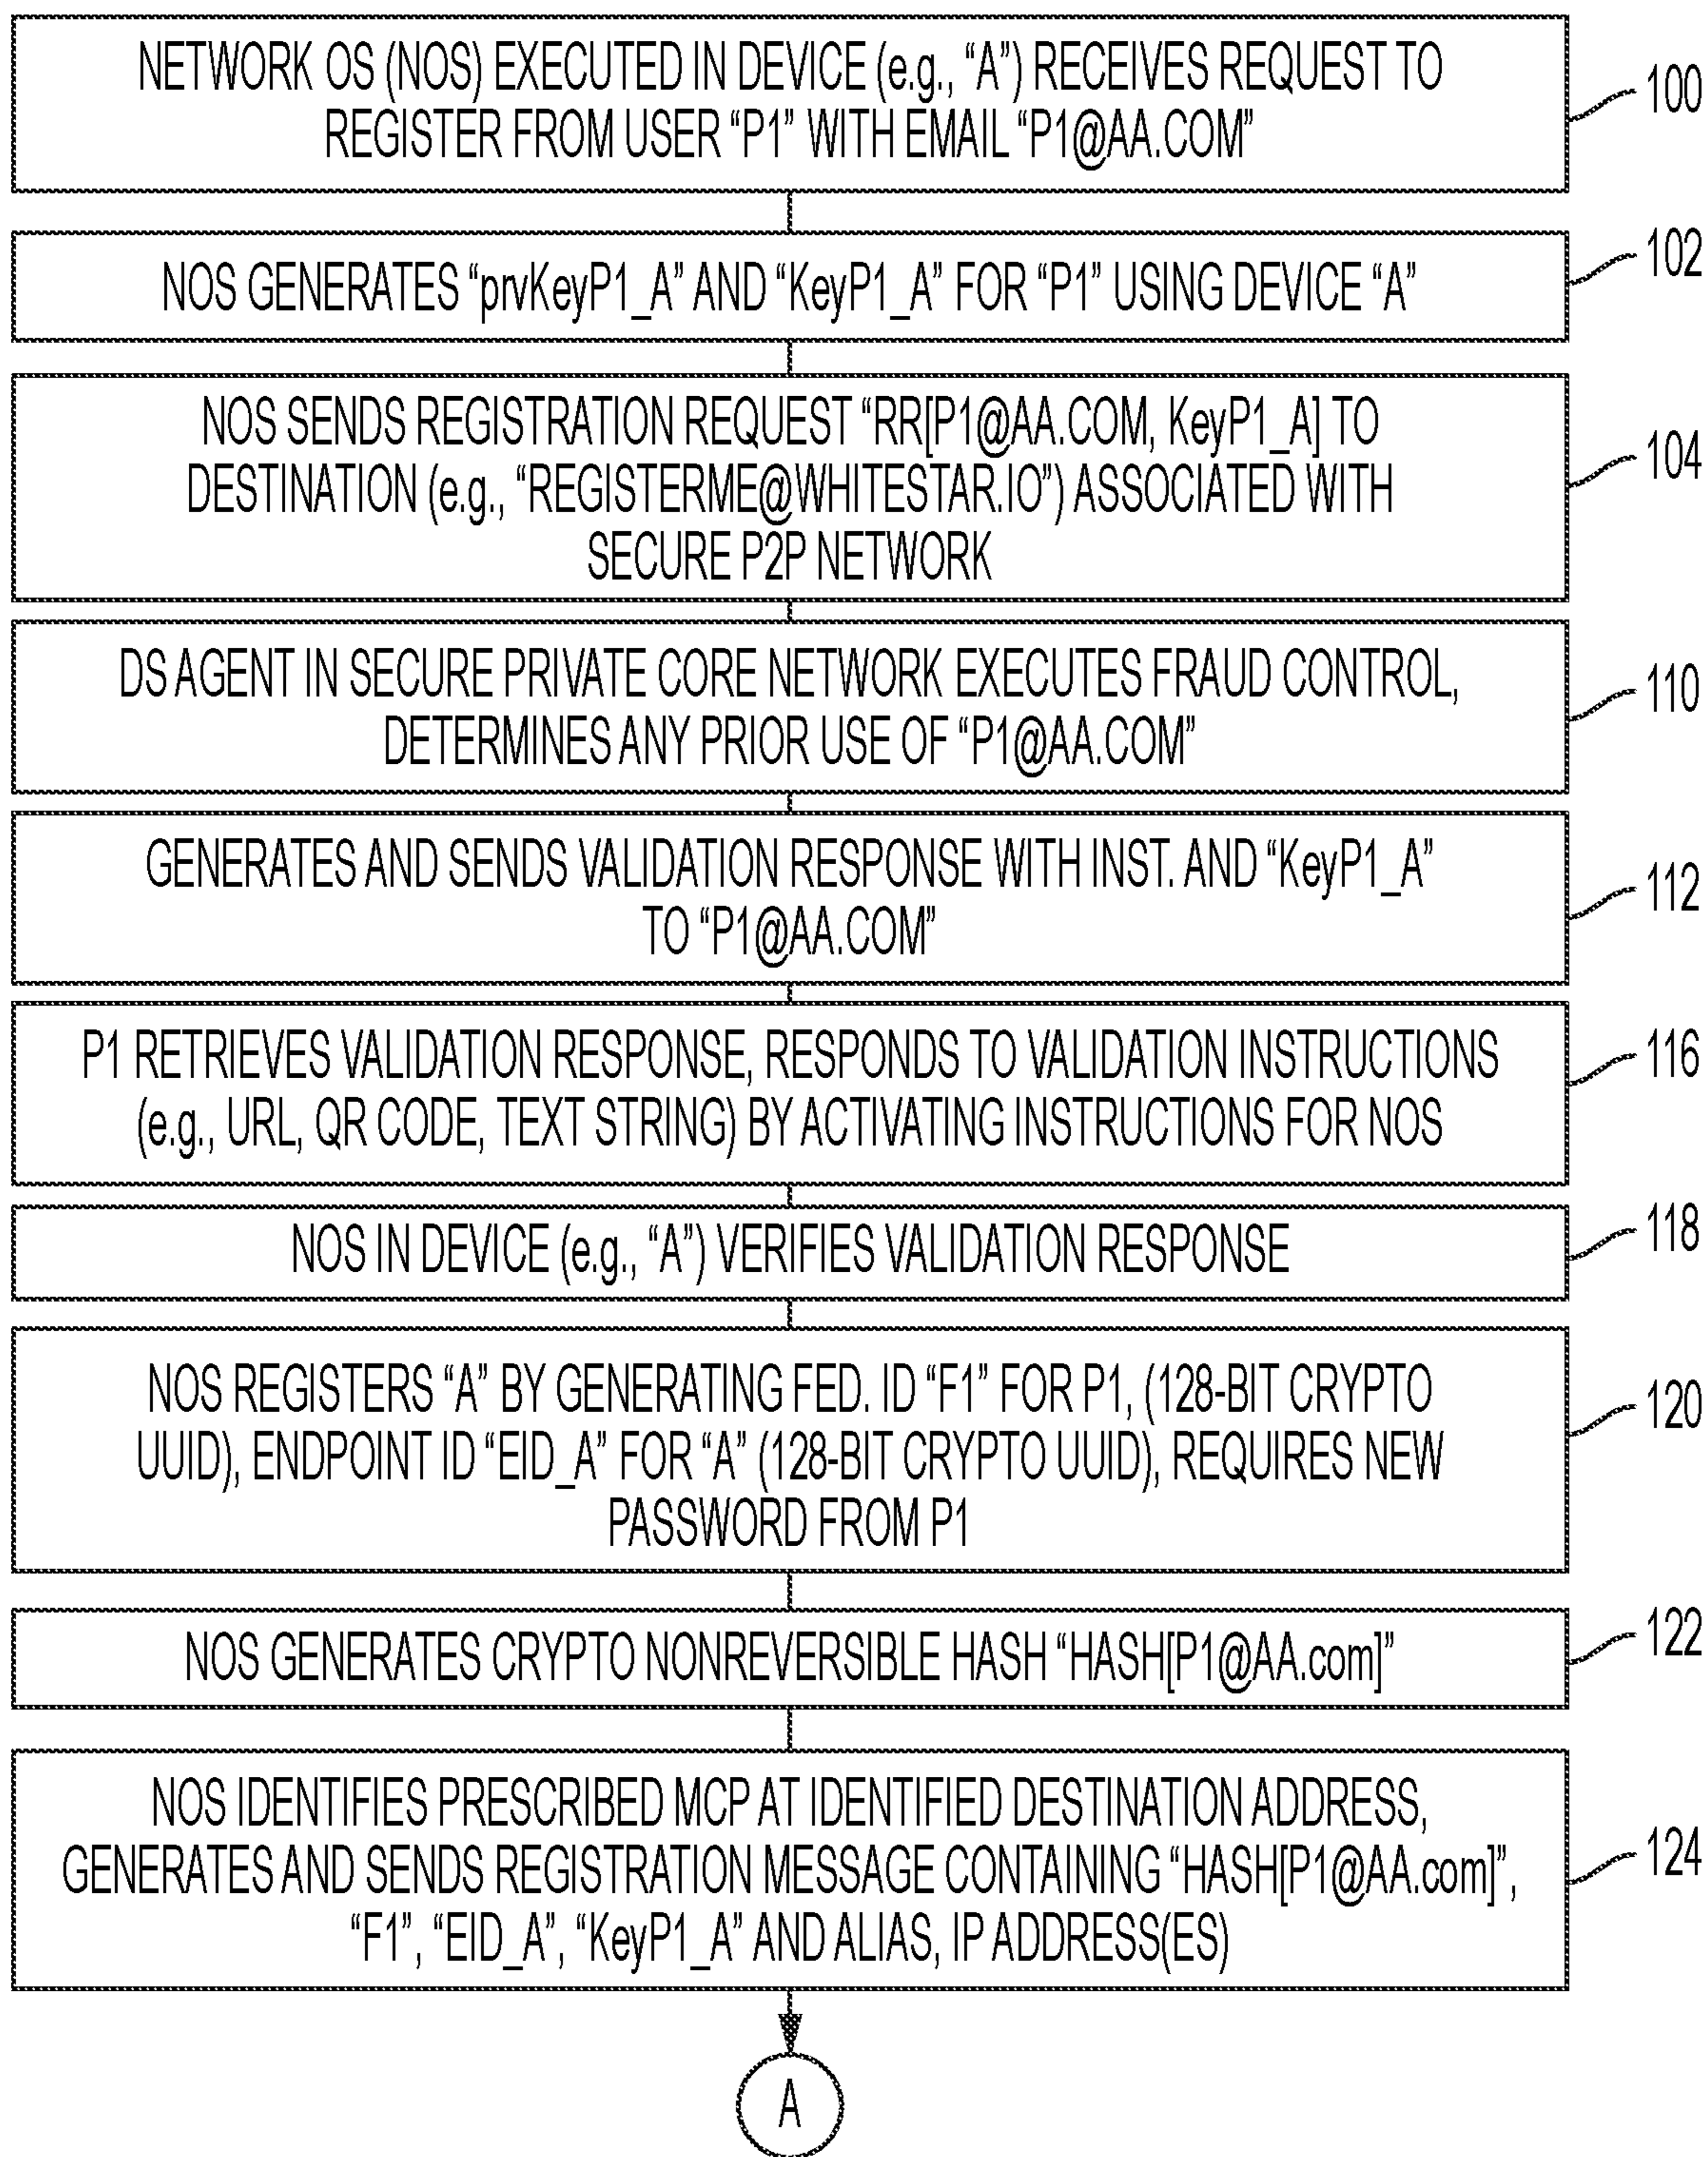 NETWORK OS (NOS) EXECUTED IN DEVICE (e.g., “A”) RECEIVES REQUEST TO
REGISTER FROM USER “P1” WITH EMAIL “P1@AA.COM”
100
NOS GENERATES “prvKeyP1_A” AND “KeyP1_A” FOR “P1” USING DEVICE “A”
102
NOS SENDS REGISTRATION REQUEST “RR[P1@AA.COM, KeyP1_A] TO
DESTINATION (e.g., “REGISTERME@WHITESTAR.IO”) ASSOCIATED WITH
SECURE P2P NETWORK
104
DS AGENT IN SECURE PRIVATE CORE NETWORK EXECUTES FRAUD CONTROL,
DETERMINES ANY PRIOR USE OF “P1@AA.COM”
110
GENERATES AND SENDS VALIDATION RESPONSE WITH INST. AND “KeyP1_A”
TO “P1@AA.COM”
112
P1 RETRIEVES VALIDATION RESPONSE, RESPONDS TO VALIDATION INSTRUCTIONS
(e.g., URL, QR CODE, TEXT STRING) BY ACTIVATING INSTRUCTIONS FOR NOS
116
NOS IN DEVICE (e.g., “A”) VERIFIES VALIDATION RESPONSE
118
NOS REGISTERS “A” BY GENERATING FED. ID “F1” FOR P1, (128-BIT CRYPTO
UUID), ENDPOINT ID “EID_A” FOR “A” (128-BIT CRYPTO UUID), REQUIRES NEW
PASSWORD FROM P1
120
NOS GENERATES CRYPTO NONREVERSIBLE HASH “HASH[P1@AA.com]”
122
NOS IDENTIFIES PRESCRIBED MCP AT IDENTIFIED DESTINATION ADDRESS,
GENERATES AND SENDS REGISTRATION MESSAGE CONTAINING “HASH[P1@AA.com]”,
“F1”, “EID_A”, “KeyP1_A” AND ALIAS, IP ADDRESS(ES)
124
A